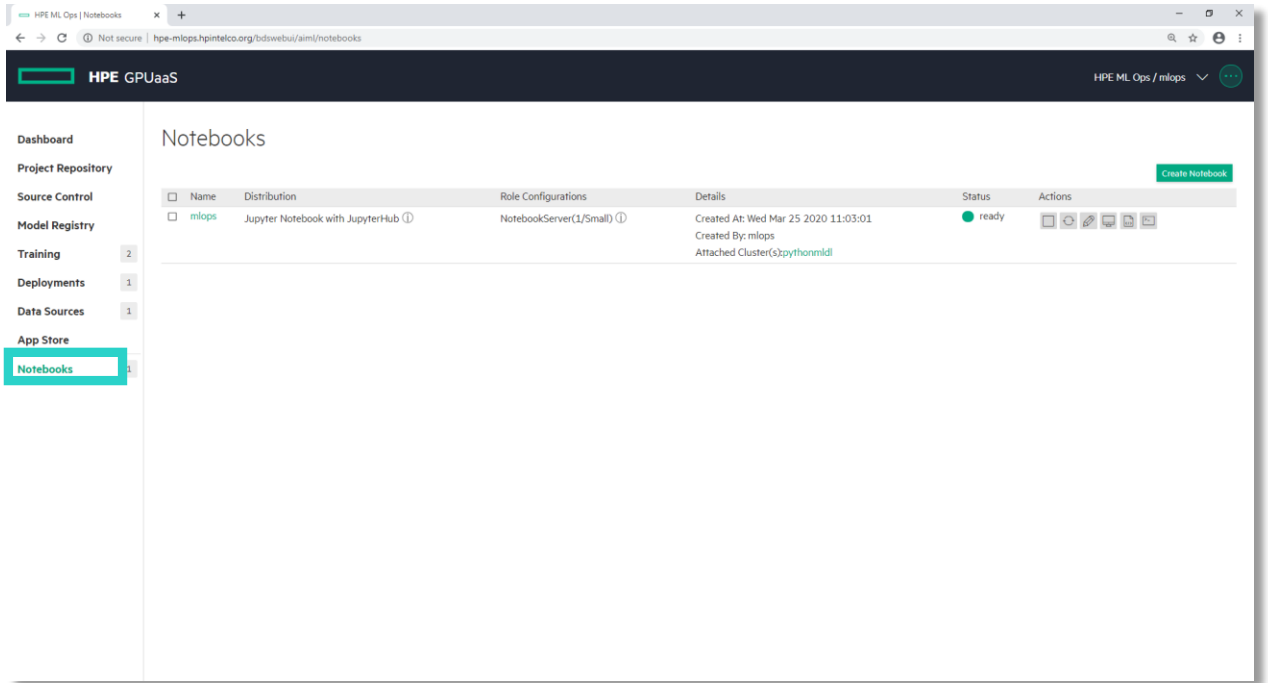 HPE ML Ops | Notebooks
Not secure | hpe-mlops.hpintelco.org/bdswebui/aiml/notebooks
HPE GPUaaS
HPE ML Ops / mlops
Dashboard
Project Repository
Source Control
Model Registry
Training 2
Deployments 1
Data Sources 1
App Store
Notebooks 1
Notebooks
Create Notebook
Name Distribution Role Configurations Details Status Actions
mlops Jupyter Notebook with JupyterHub NotebookServer(1/Small) Created At: Wed Mar 25 2020 11:03:01 ready
Created By: mlops
Attached Cluster(s):pythonmldl